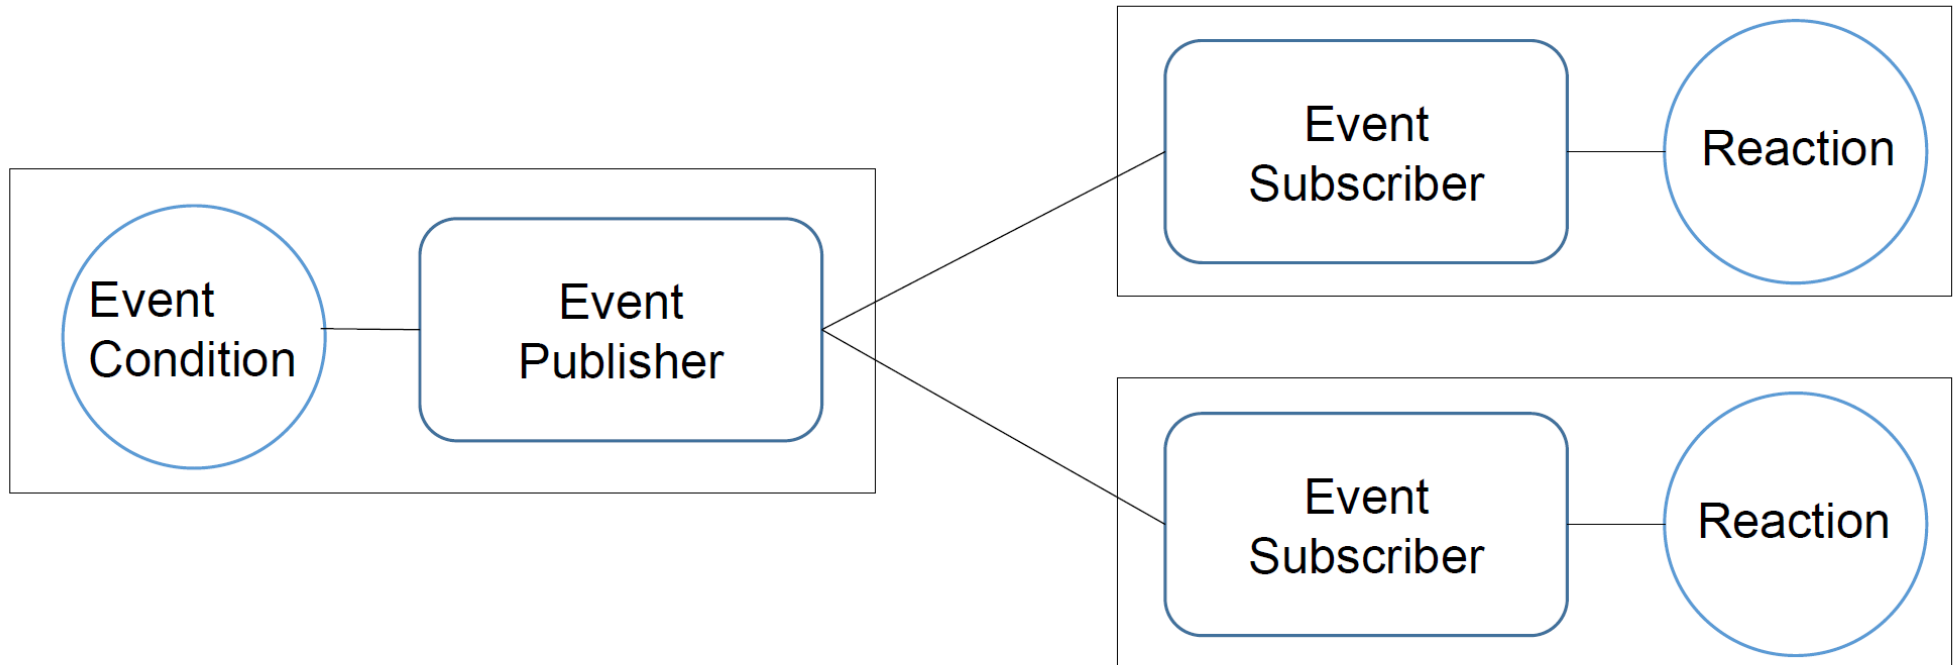 Event
Condition
Event
Publisher
Event
Subscriber
Reaction
Event
Subscriber
Reaction